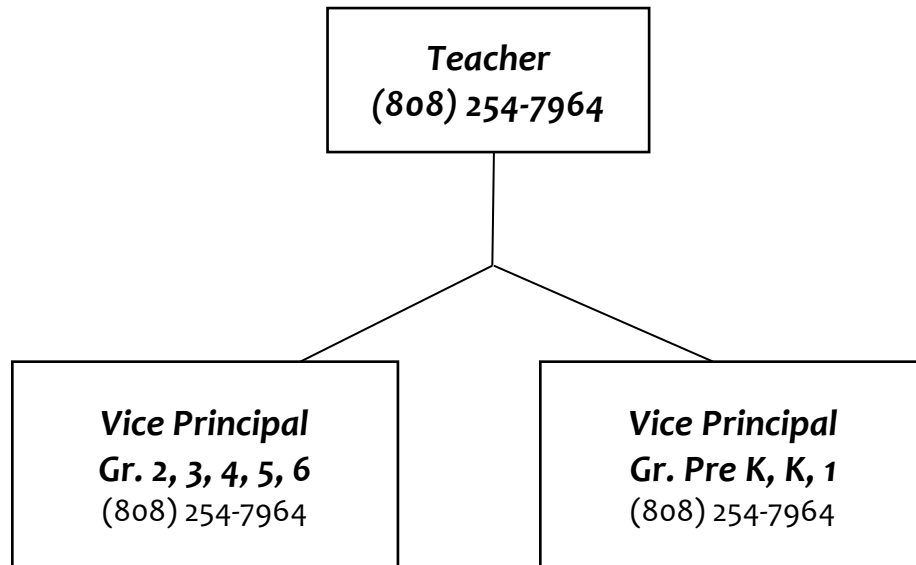 Teacher
(808) 254-7964
Vice Principal
Gr. 2, 3, 4, 5, 6
(808) 254-7964
Vice Principal
Gr. Pre K, K, 1
(808) 254-7964